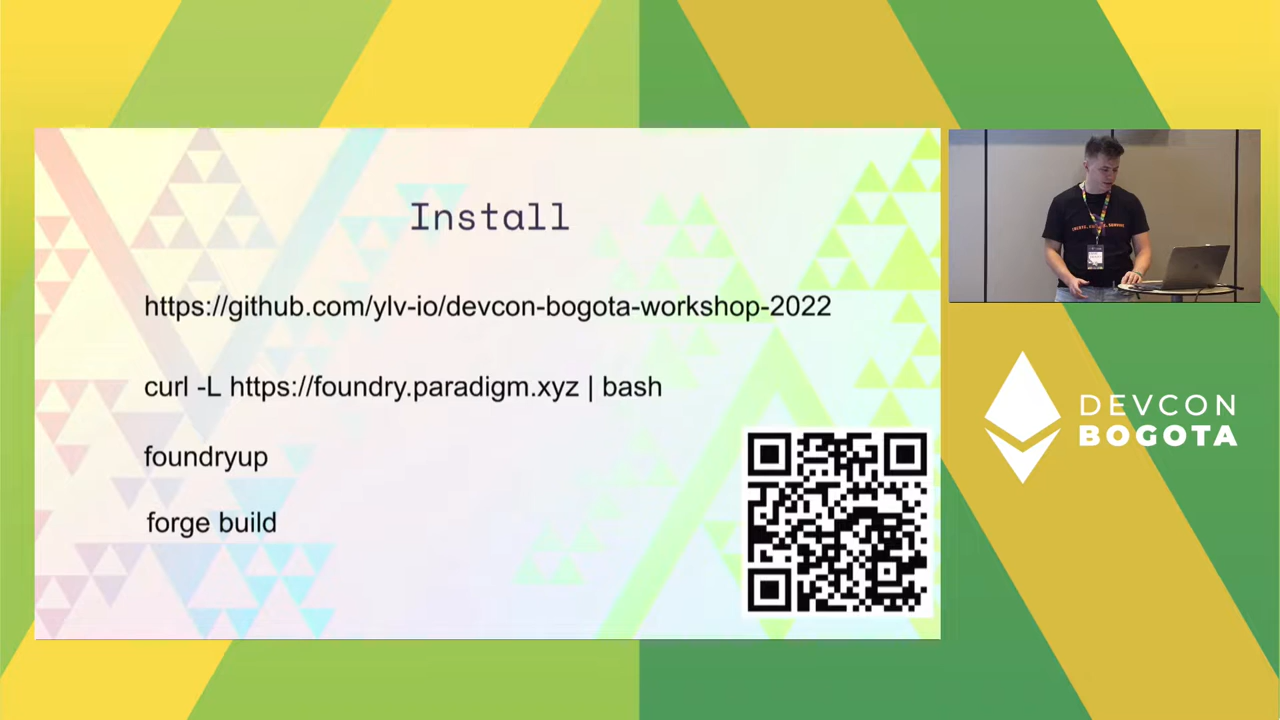 Install
https://github.com/ylv-io/devcon-bogota-workshop-2022
curl -L https://foundry.paradigm.xyz | bash
foundryup
forge build
DEVCON
BOGOTA